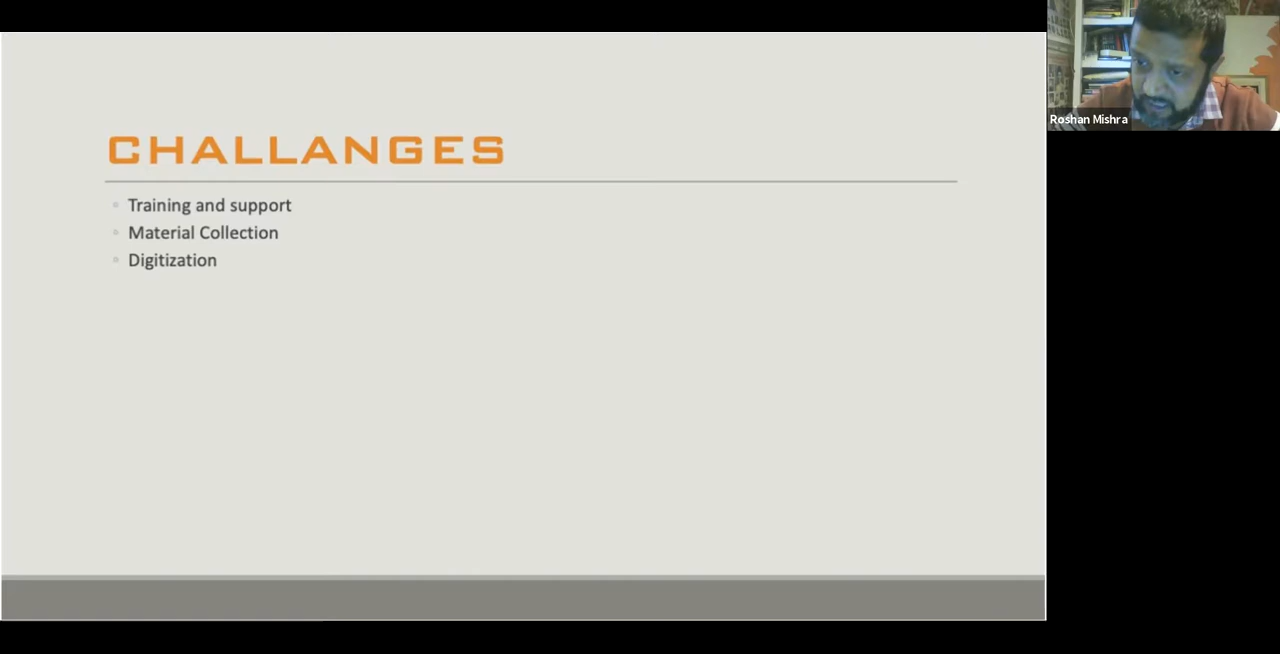 CHALLANGES
Training and support
Material Collection
Digitization
Roshan Mishra